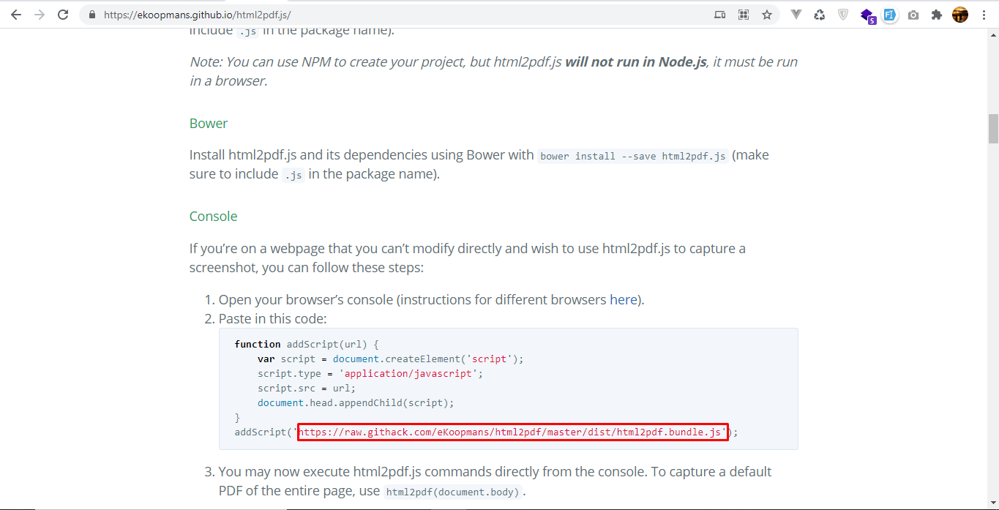 https://ekoopmans.github.io/html2pdf.js/
5
include .js in the package name).
Note: You can use NPM to create your project, but html2pdf.js will not run in Node.js, it must be run
in a browser.
Bower
Install html2pdf.js and its dependencies using Bower with bower install --save html2pdf.js (make
sure to include .js in the package name).
Console
If you’re on a webpage that you can’t modify directly and wish to use html2pdf.js to capture a
screenshot, you can follow these steps:
1. Open your browser’s console (instructions for different browsers here).
2. Paste in this code:
function addScript(url) {
    var script = document.createElement('script');
    script.type = 'application/javascript';
    script.src = url;
    document.head.appendChild(script);
}
addScript('https://raw.githack.com/eKoopmans/html2pdf/master/dist/html2pdf.bundle.js');
3. You may now execute html2pdf.js commands directly from the console. To capture a default
PDF of the entire page, use html2pdf(document.body) .